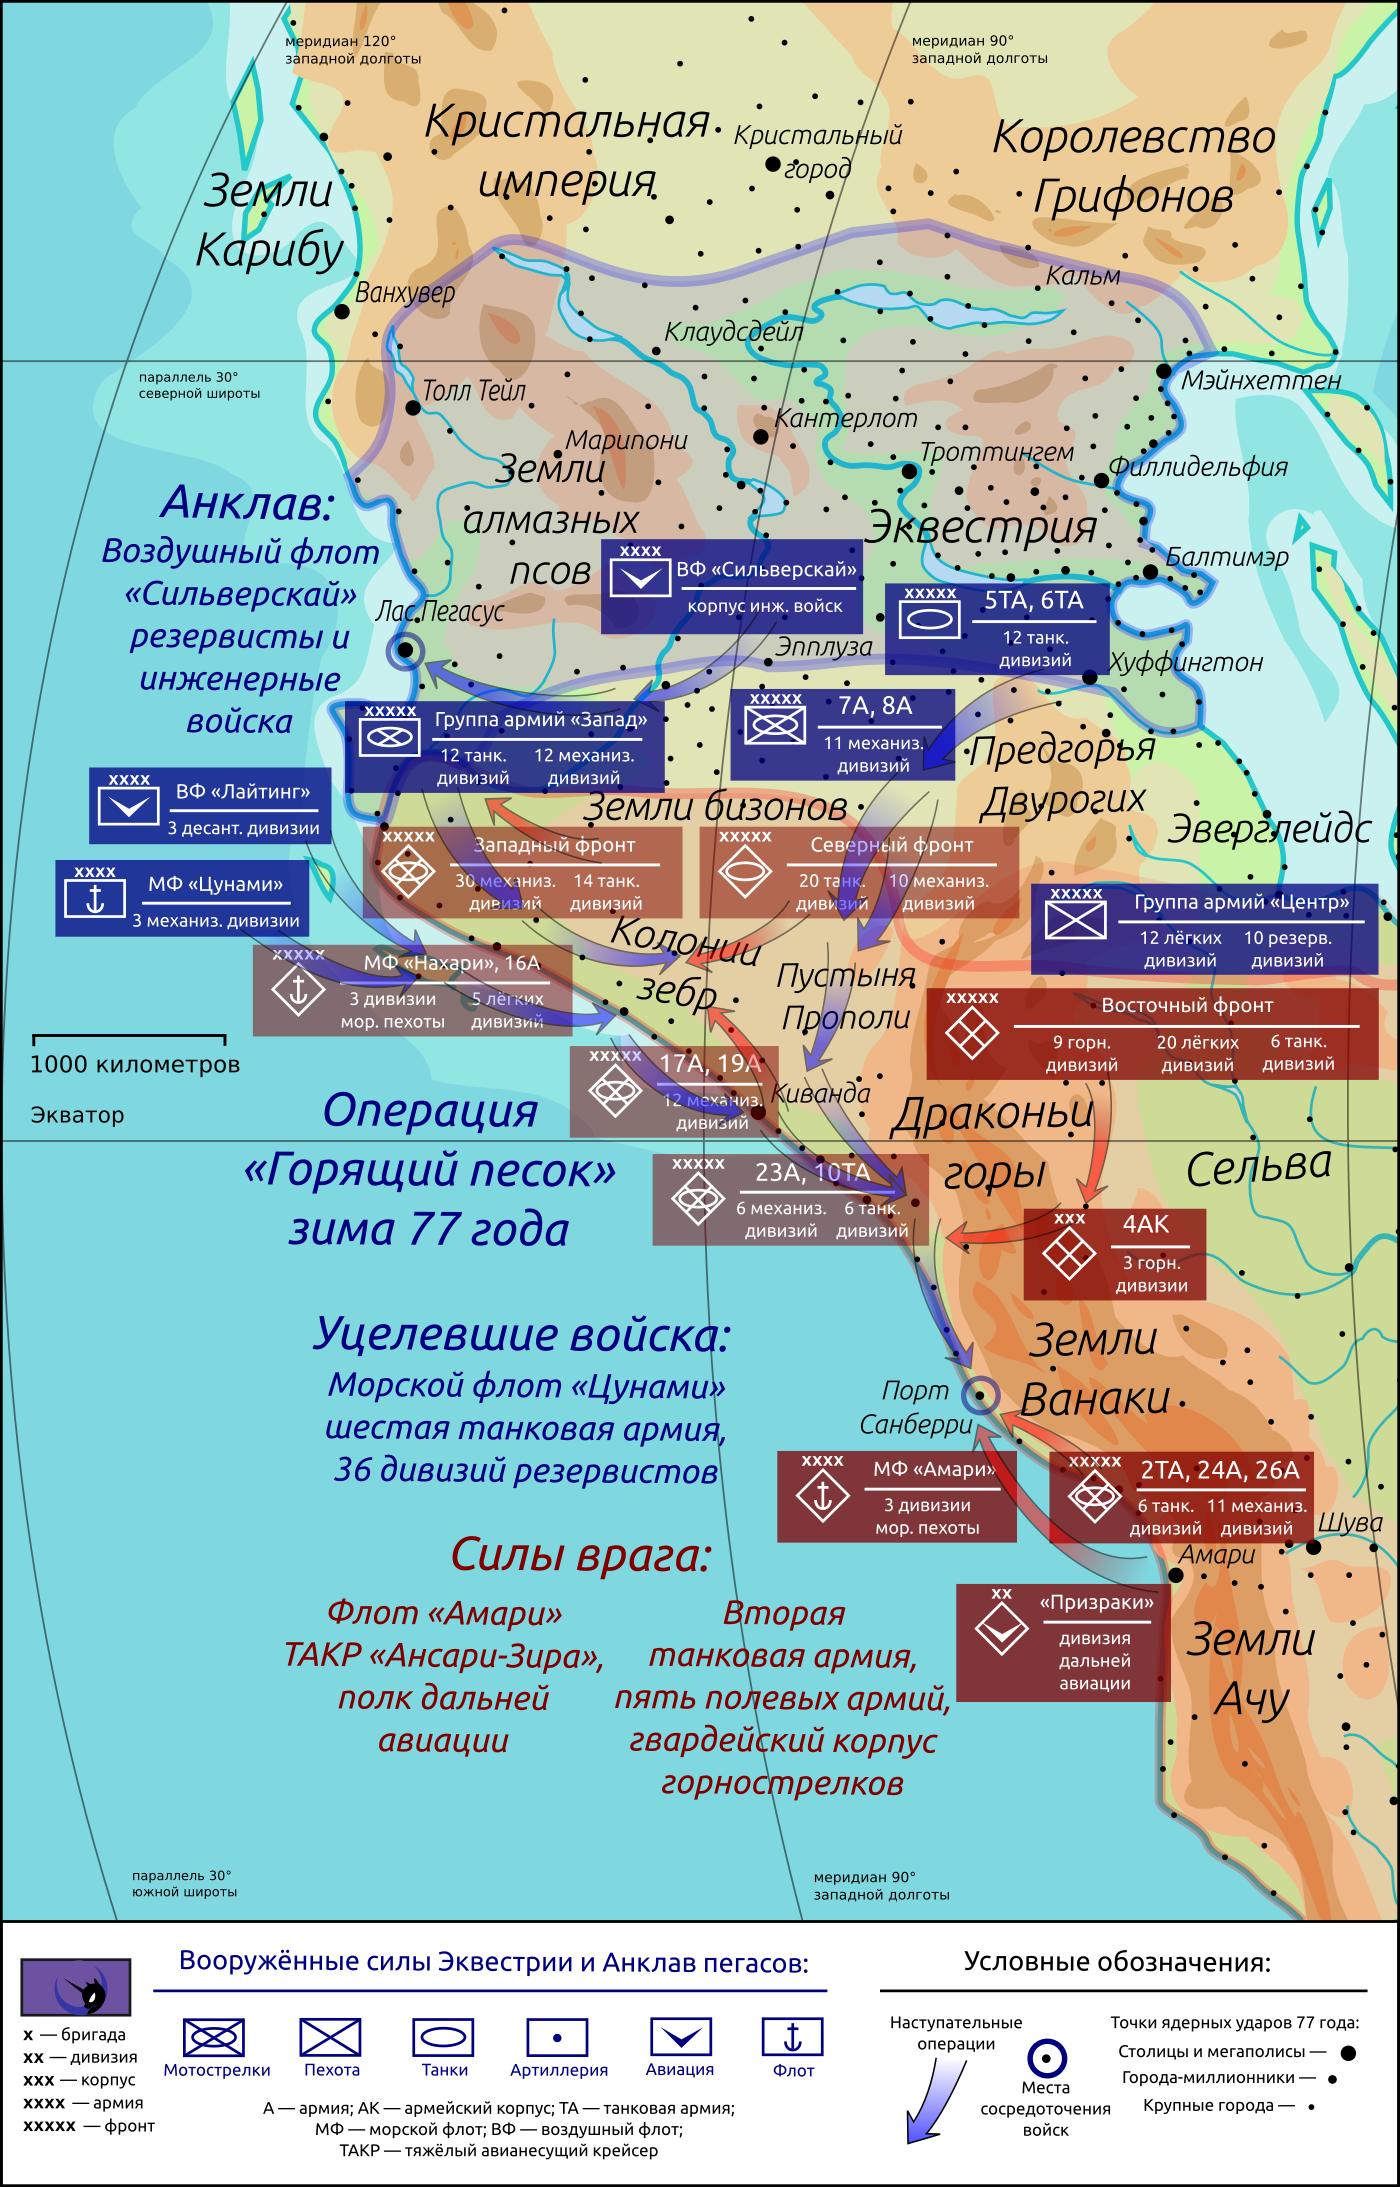 меридиан 120°
западной долготы
меридиан 90°
западной долготы
Кристальная
империя
Кристальный
город
Королевство
Грифонов
Земли
Карибу
Ванхувер
Кальм
Клаудсдейл
параллель 30°
северной широты
Толл Тейл
Мэйнхеттен
Кантерлот
Марипони
Троттингем
Филлидельфия
Земли
алмазных
псов
Эквестрия
Балтимэр
Анклав:
Воздушный флот
«Сильверскай»
резервисты и
инженерные
войска
xxxx
ВФ «Сильверскай»
корпус инж. войск
xxxxx
5ТА, 6ТА
12 танк.
дивизий
Лас Пегасус
Эпплуза
Хуффингтон
xxxxx
Группа армий «Запад»
12 танк.
дивизий
12 механиз.
дивизий
xxxxx
7А, 8А
11 механиз.
дивизий
Предгорья
Двурогих
Земли бизонов
Эверглейдс
xxxx
ВФ «Лайтинг»
3 десант. дивизии
xxxx
МФ «Цунами»
3 механиз. дивизии
xxxxx
Западный фронт
30 механиз.
дивизий
14 танк.
дивизий
xxxxx
Северный фронт
20 танк.
дивизий
10 механиз.
дивизий
xxxxx
Группа армий «Центр»
12 лёгких
дивизий
10 резерв.
дивизий
Колонии
зебр
xxxxx
МФ «Нахари», 16А
3 дивизии
мор. пехоты
5 лёгких
дивизий
Пустыня
Прополи
xxxxx
Восточный фронт
9 горн.
дивизий
20 лёгких
дивизий
6 танк.
дивизий
1000 километров
Экватор
xxxxx
17А, 19А
12 механиз.
дивизий
Киванда
Драконьи
горы
Сельва
Операция
«Горящий песок»
зима 77 года
xxxxx
23А, 10ТА
6 механиз.
дивизий
6 танк.
дивизий
xxx
4АК
3 горн.
дивизии
Уцелевшие войска:
Морской флот «Цунами»
шестая танковая армия,
36 дивизий резервистов
Земли
Ванаки
Порт
Санберри
xxxx
МФ «Амари»
3 дивизии
мор. пехоты
xxxxx
2ТА, 24А, 26А
6 танк.
дивизий
11 механиз.
дивизий
Шува
Амари
Силы врага:
Флот «Амари»
ТАКР «Ансари-Зира»,
полк дальней
авиации
Вторая
танковая армия,
пять полевых армий,
гвардейский корпус
горнострелков
xx
«Призраки»
дивизия
дальней
авиации
Земли
Ачу
параллель 30°
южной широты
меридиан 90°
западной долготы
x — бригада
xx — дивизия
xxx — корпус
xxxx — армия
xxxxx — фронт
Вооружённые силы Эквестрии и Анклав пегасов:
Мотострелки
Пехота
Танки
Артиллерия
Авиация
Флот
А — армия; АК — армейский корпус; ТА — танковая армия;
МФ — морской флот; ВФ — воздушный флот;
ТАКР — тяжёлый авианесущий крейсер
Условные обозначения:
Наступательные
операции
Места
сосредоточения
войск
Точки ядерных ударов 77 года:
Столицы и мегаполисы —
Города-миллионники —
Крупные города —